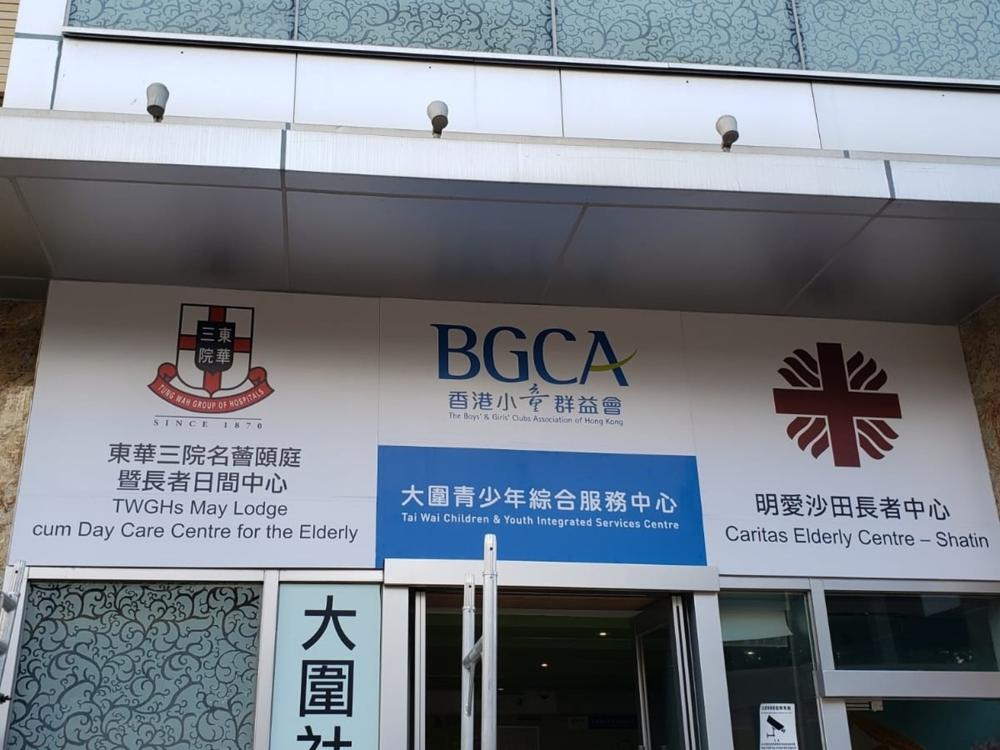 三東
院華
TUNG WAH GROUP OF HOSPITALS
SINCE 1870
東華三院名薈頤庭
暨長者日間中心
TWGHs May Lodge
cum Day Care Centre for the Elderly
BGCA
香港小童群益會
The Boys' & Girls' Clubs Association of Hong Kong
大圍青少年綜合服務中心
Tai Wai Children & Youth Integrated Services Centre
明愛沙田長者中心
Caritas Elderly Centre – Shatin
大
圍
社